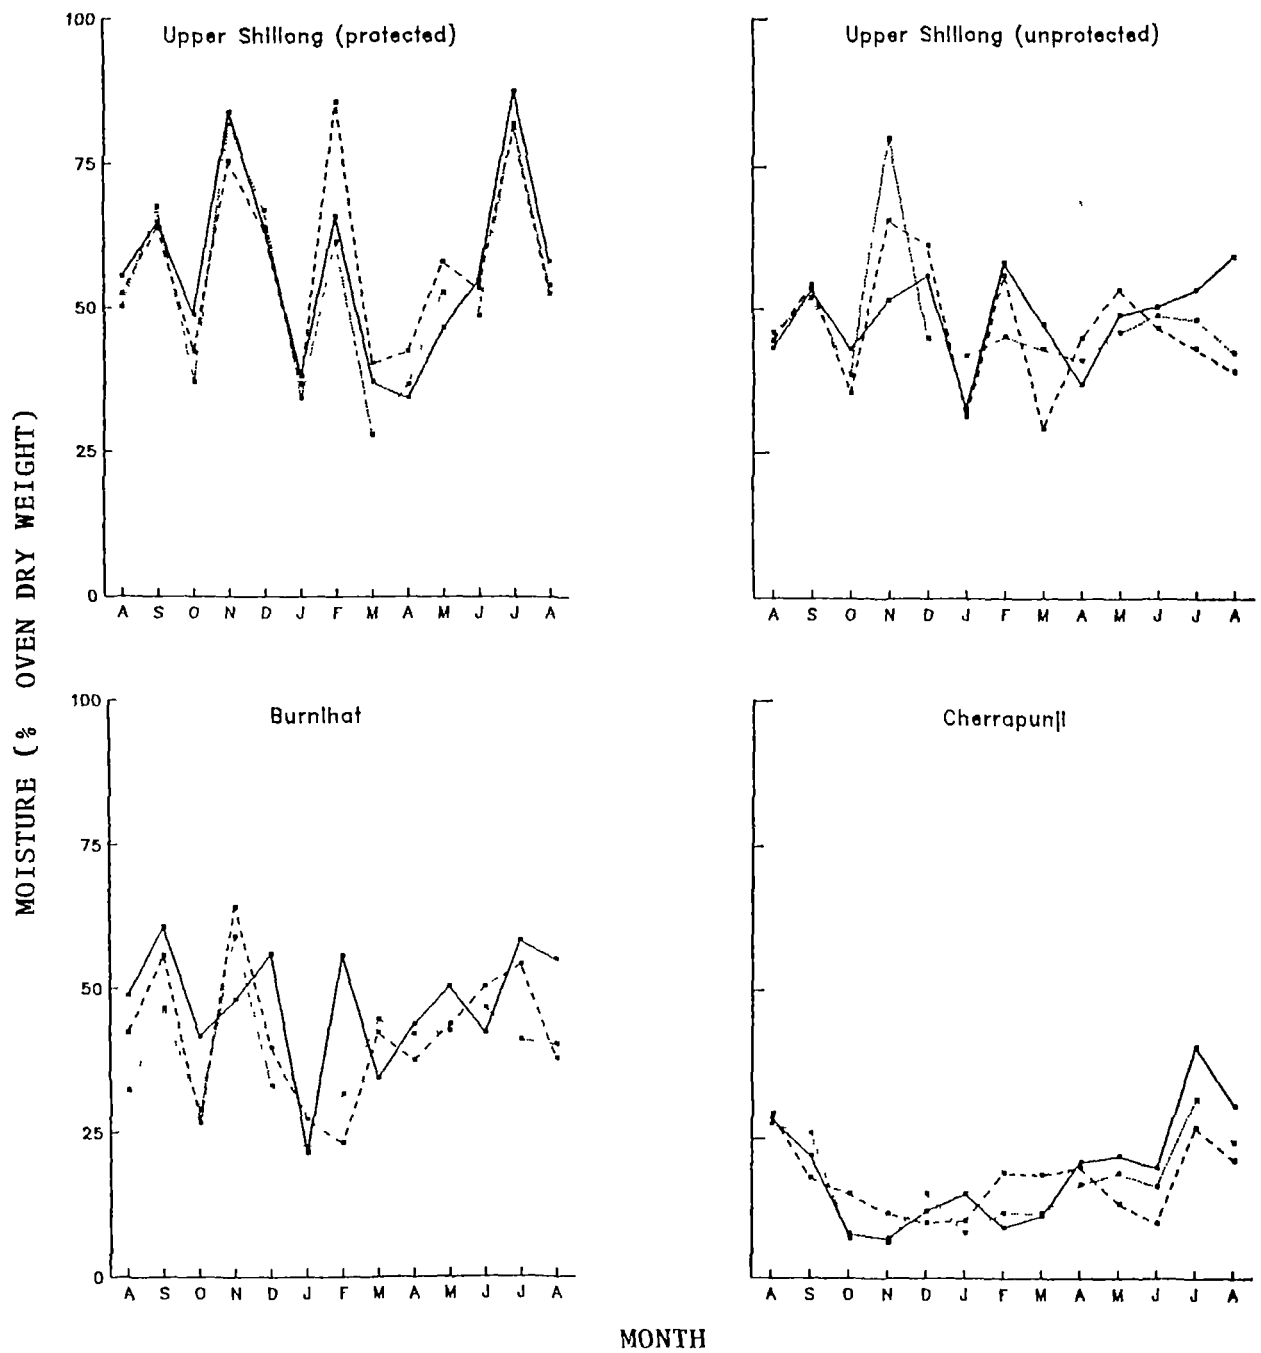 Upper Shillong (protected)
100
75
50
25
0
A S O N D J F M A M J J A
Upper Shillong (unprotected)
A S O N D J F M A M J J A
MOISTURE (% OVEN DRY WEIGHT)
Burnihat
100
75
50
25
0
A S O N D J F M A M J J A
Cherrapunji
A S O N D J F M A M J J A
MONTH